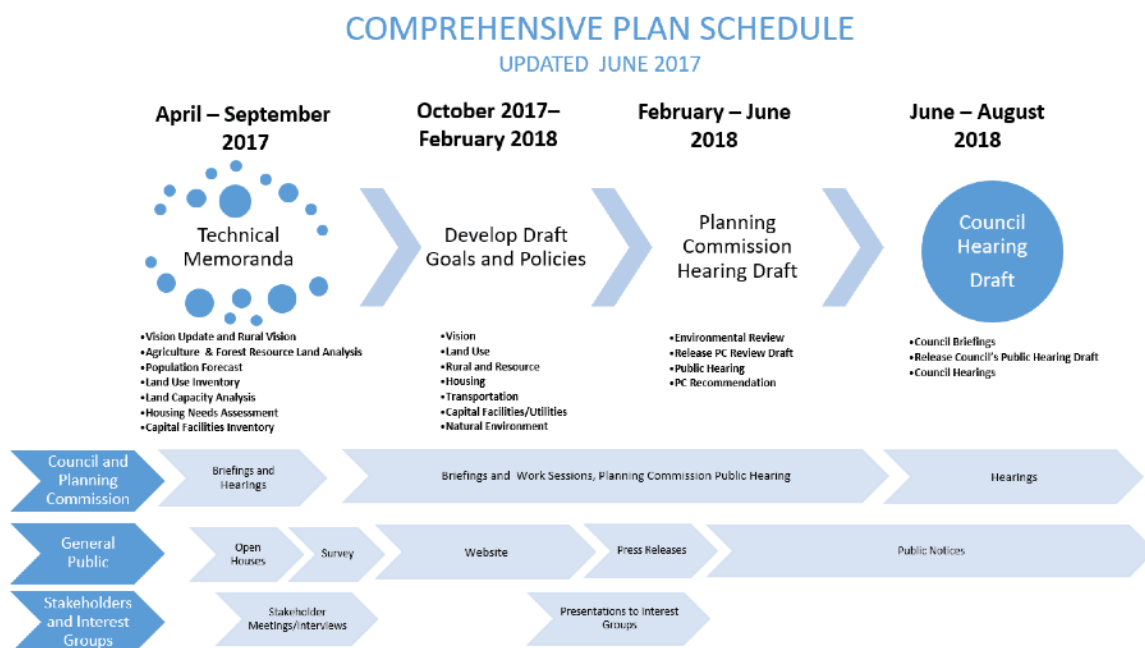 COMPREHENSIVE PLAN SCHEDULE
UPDATED JUNE 2017
April – September
2017
Technical
Memoranda
•Vision Update and Rural Vision
•Agriculture & Forest Resource Land Analysis
•Population Forecast
•Land Use Inventory
•Land Capacity Analysis
•Housing Needs Assessment
•Capital Facilities Inventory
October 2017–
February 2018
Develop Draft
Goals and Policies
•Vision
•Land Use
•Rural and Resource
•Housing
•Transportation
•Capital Facilities/Utilities
•Natural Environment
February – June
2018
Planning
Commission
Hearing Draft
•Environmental Review
•Release PC Review Draft
•Public Hearing
•PC Recommendation
June – August
2018
Council
Hearing
Draft
•Council Briefings
•Release Council's Public Hearing Draft
•Council Hearings
Council and
Planning
Commission
Briefings and
Hearings
Briefings and Work Sessions, Planning Commission Public Hearing
Hearings
General
Public
Open
Houses
Survey
Website
Press Releases
Public Notices
Stakeholders
and Interest
Groups
Stakeholder
Meetings/Interviews
Presentations to Interest
Groups